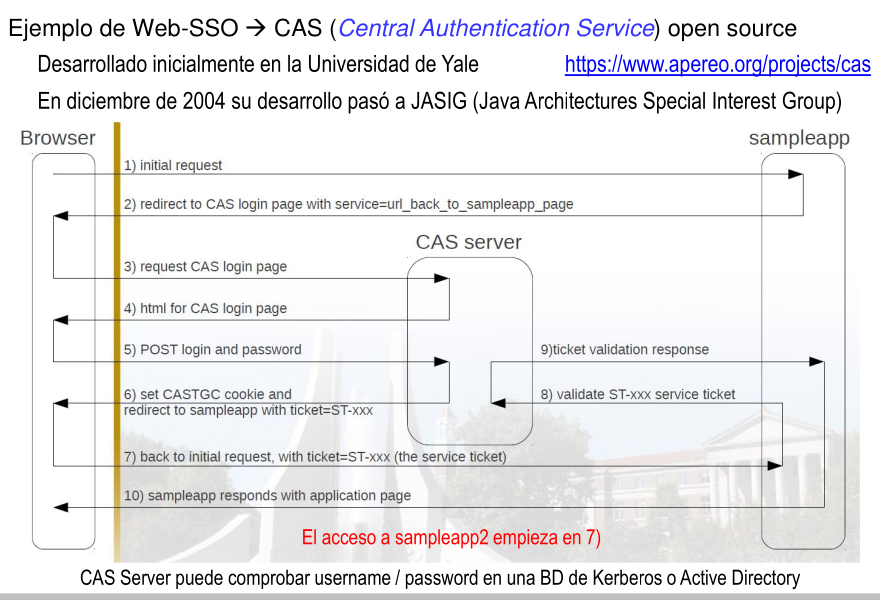 Ejemplo de Web-SSO → CAS (Central Authentication Service) open source
Desarrollado inicialmente en la Universidad de Yale https://www.apereo.org/projects/cas
En diciembre de 2004 su desarrollo pasó a JASIG (Java Architectures Special Interest Group)
Browser
sampleapp
1) initial request
2) redirect to CAS login page with service=url_back_to_sampleapp_page
CAS server
3) request CAS login page
4) html for CAS login page
5) POST login and password
9)ticket validation response
6) set CASTGC cookie and
redirect to sampleapp with ticket=ST-xxx
8) validate ST-xxx service ticket
7) back to initial request, with ticket=ST-xxx (the service ticket)
10) sampleapp responds with application page
El acceso a sampleapp2 empieza en 7)
CAS Server puede comprobar username / password en una BD de Kerberos o Active Directory